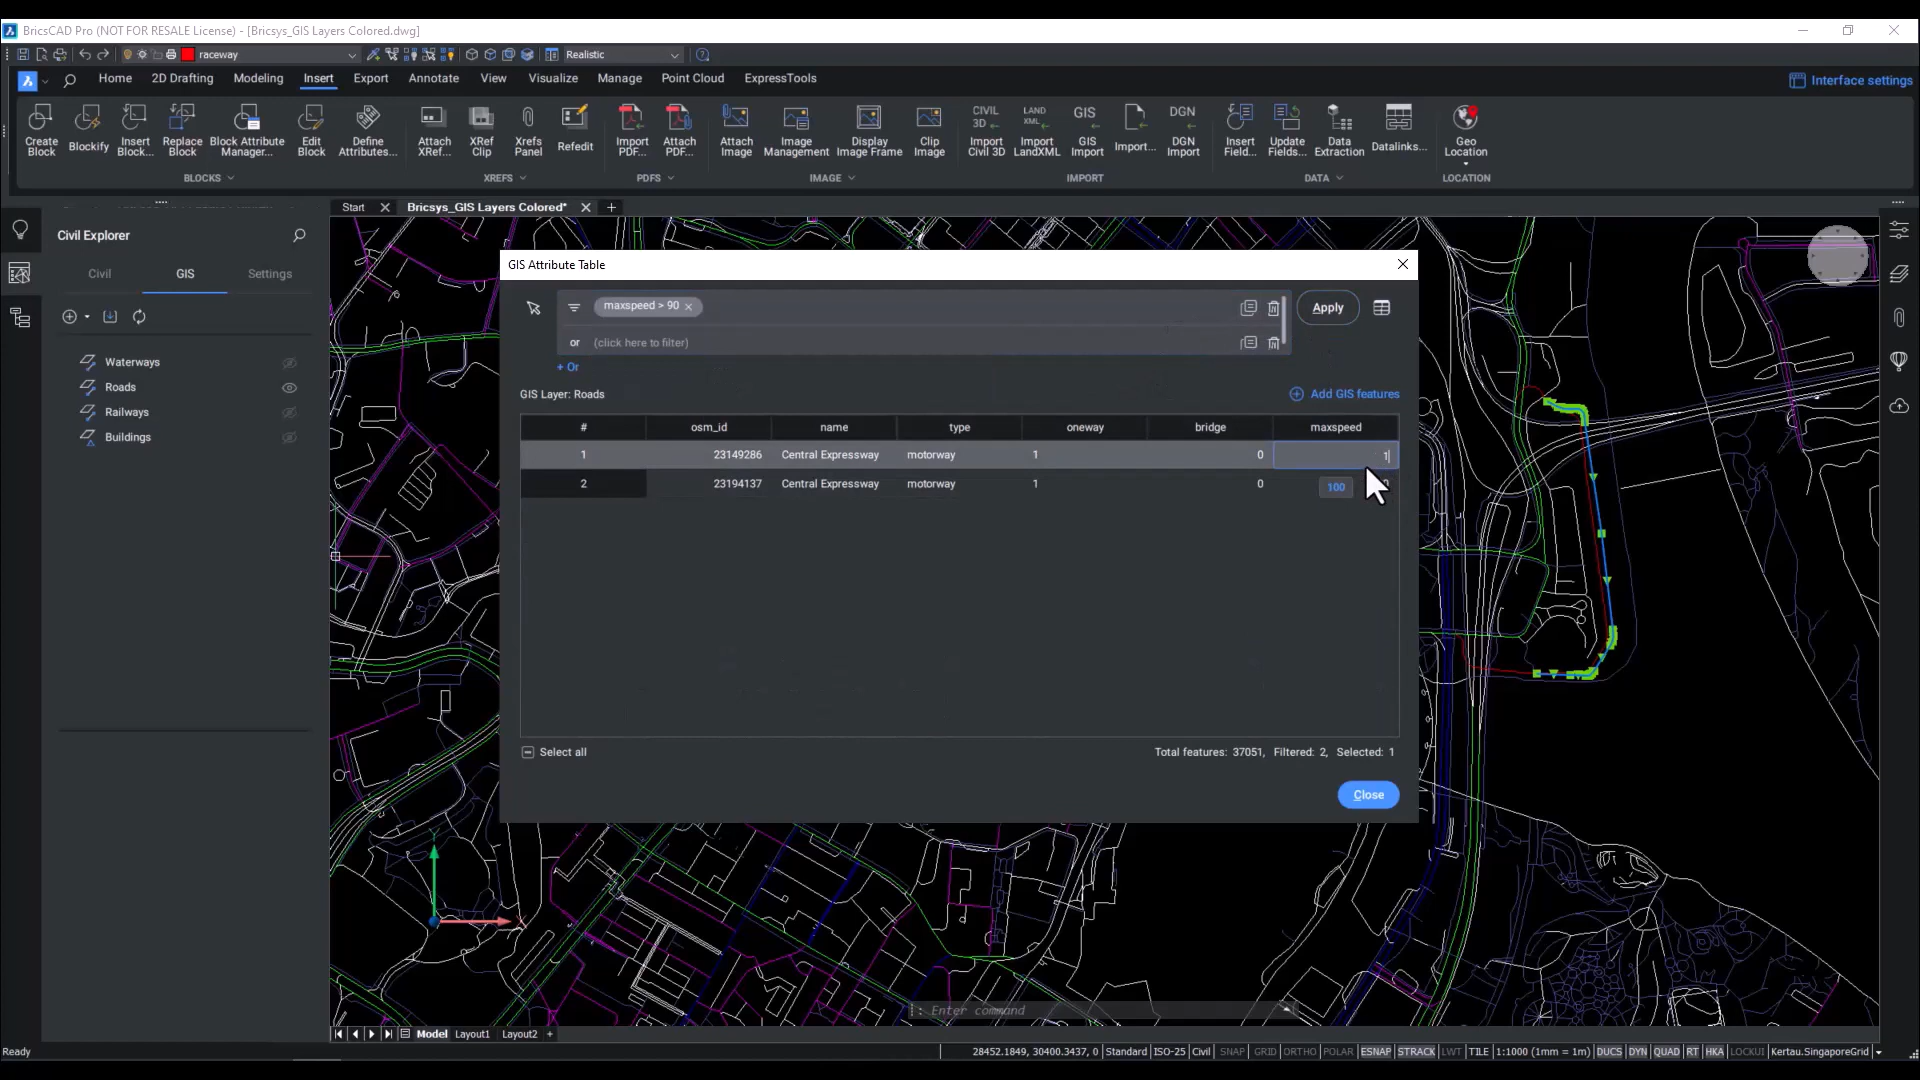 BricsCAD Pro (NOT FOR RESALE License) - [Bricsys_GIS Layers Colored.dwg]
raceway
Realistic
Home 2D Drafting Modeling Insert Export Annotate View Visualize Manage Point Cloud ExpressTools
Interface settings
Create Block
Blockify
Insert Block...
Replace Block
Block Attribute Manager...
Edit Block
Define Attributes...
Attach XRef...
XRef Clip
Xrefs Panel
Refedit
Import PDF...
Attach PDF...
Attach Image
Image Management
Display Image Frame
Clip Image
CIVIL 3D
Import Civil 3D
LAND XML
Import LandXML
GIS
GIS Import
Import...
DGN
DGN Import
Insert Field...
Update Fields...
Data Extraction
Datalinks...
Geo Location
BLOCKS XREFS PDFS IMAGE IMPORT DATA LOCATION
Start Bricsys_GIS Layers Colored*
Civil Explorer
Civil GIS Settings
Waterways
Roads
Railways
Buildings
GIS Attribute Table
maxspeed > 90
Apply
or (click here to filter)
+ Or
GIS Layer: Roads
Add GIS features
# osm_id name type oneway bridge maxspeed
1 23149286 Central Expressway motorway 1 0 1
2 23194137 Central Expressway motorway 1 0
100
Select all
Total features: 37051, Filtered: 2, Selected: 1
Close
Y
X
: Enter command
Model Layout1 Layout2 +
Ready
28452.1849, 30400.3437, 0 Standard ISO-25 Civil SNAP GRID ORTHO POLAR ESNAP STRACK LWT TILE 1:1000 (1mm = 1m) DUCS DYN QUAD RT HKA LOCKUI Kertau.SingaporeGrid